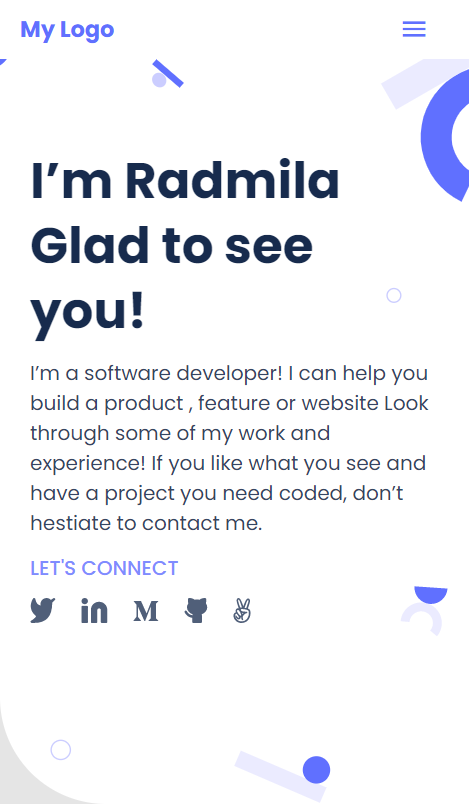 My Logo
I’m Radmila
Glad to see
you!
I’m a software developer! I can help you
build a product , feature or website Look
through some of my work and
experience! If you like what you see and
have a project you need coded, don’t
hestiate to contact me.
LET'S CONNECT